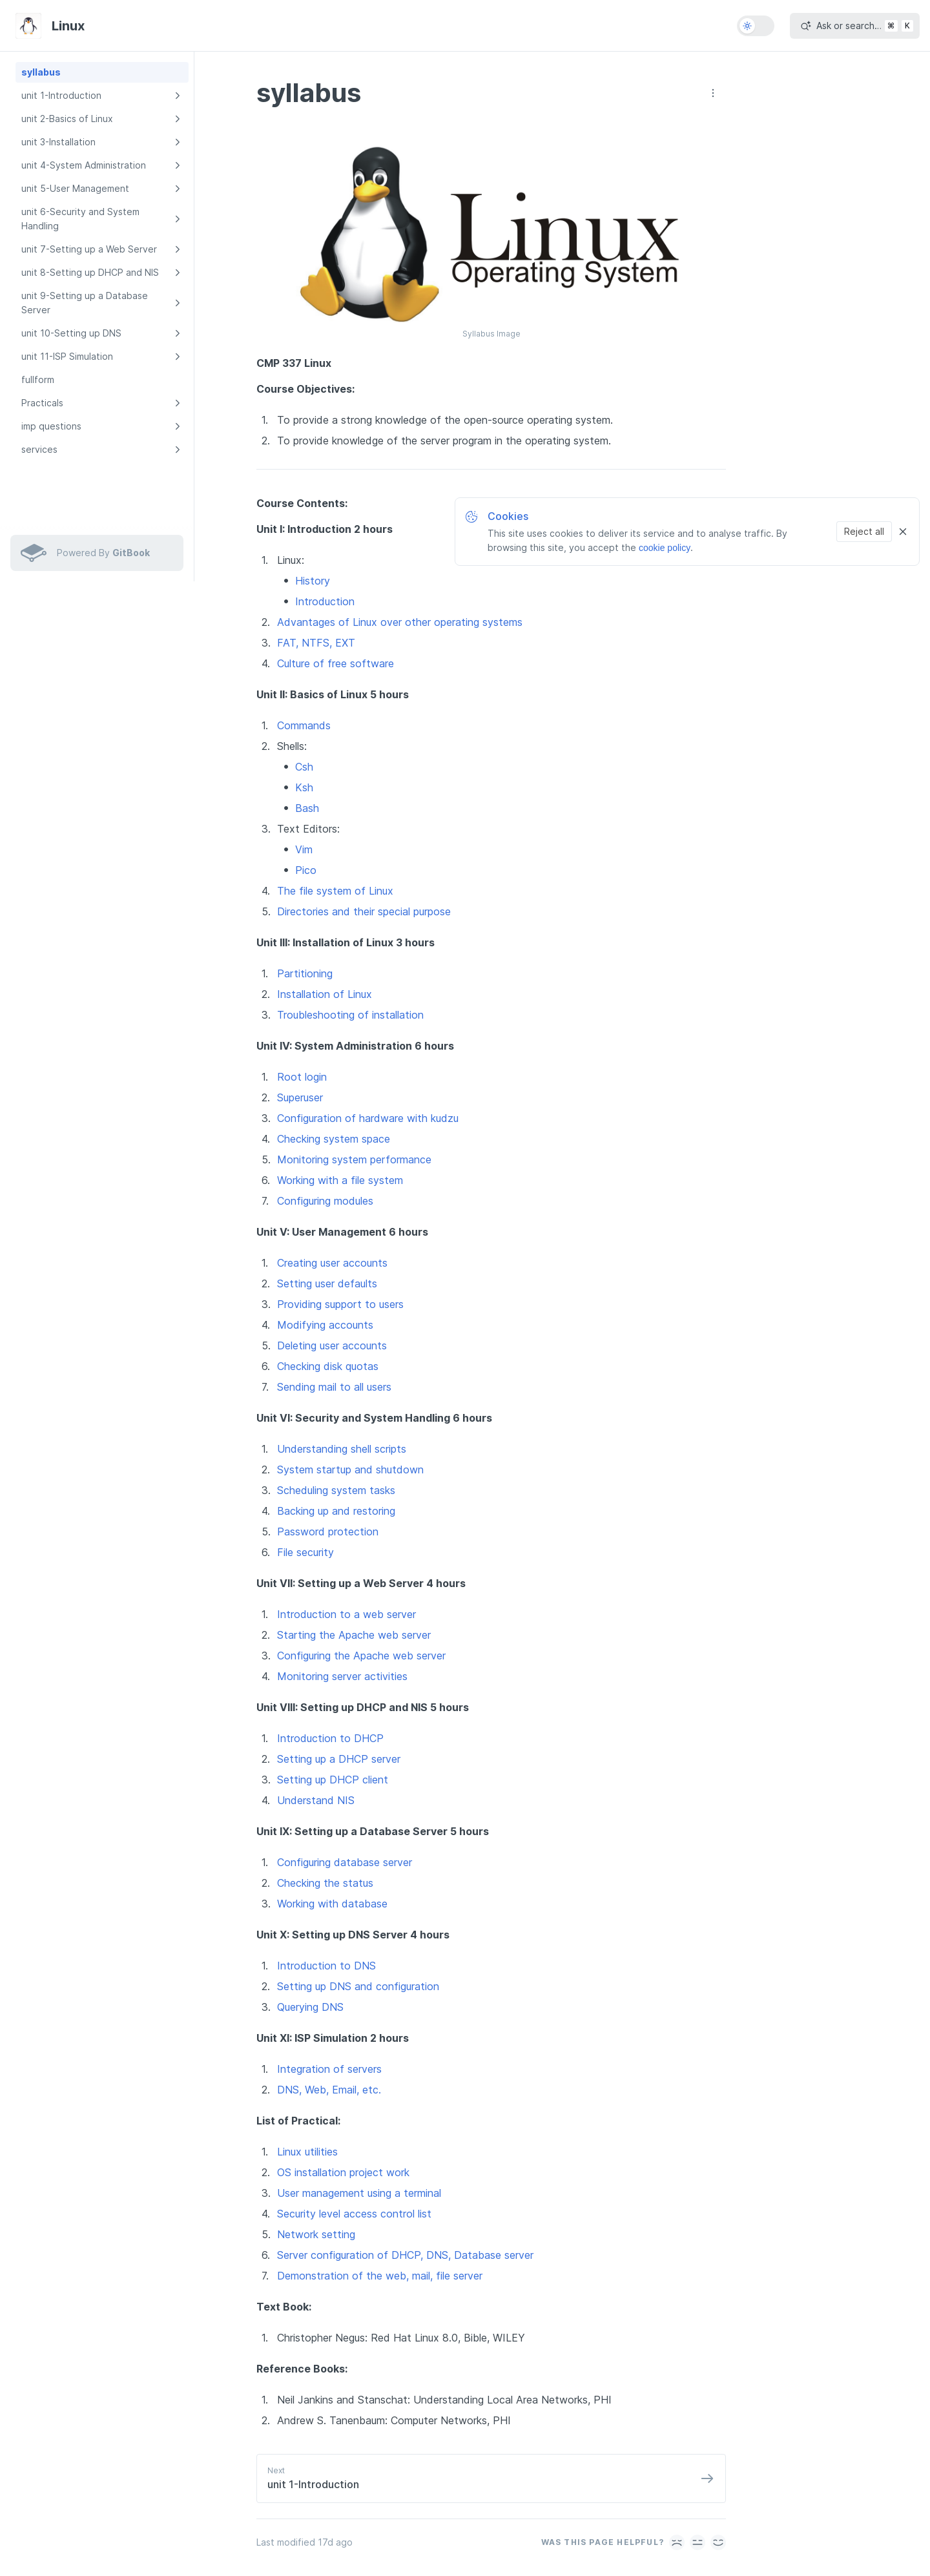 Linux
Ask or search...
⌘
K
syllabus
unit 1-Introduction
unit 2-Basics of Linux
unit 3-Installation
unit 4-System Administration
unit 5-User Management
unit 6-Security and System
Handling
unit 7-Setting up a Web Server
unit 8-Setting up DHCP and NIS
unit 9-Setting up a Database
Server
unit 10-Setting up DNS
unit 11-ISP Simulation
fullform
Practicals
imp questions
services
Powered By GitBook
syllabus
Linux
Operating System
Syllabus Image
CMP 337 Linux
Course Objectives:
1. To provide a strong knowledge of the open-source operating system.
2. To provide knowledge of the server program in the operating system.
Course Contents:
Cookies
This site uses cookies to deliver its service and to analyse traffic. By
browsing this site, you accept the cookie policy.
Reject all
Unit I: Introduction 2 hours
1. Linux:
• History
• Introduction
2. Advantages of Linux over other operating systems
3. FAT, NTFS, EXT
4. Culture of free software
Unit II: Basics of Linux 5 hours
1. Commands
2. Shells:
• Csh
• Ksh
• Bash
3. Text Editors:
• Vim
• Pico
4. The file system of Linux
5. Directories and their special purpose
Unit III: Installation of Linux 3 hours
1. Partitioning
2. Installation of Linux
3. Troubleshooting of installation
Unit IV: System Administration 6 hours
1. Root login
2. Superuser
3. Configuration of hardware with kudzu
4. Checking system space
5. Monitoring system performance
6. Working with a file system
7. Configuring modules
Unit V: User Management 6 hours
1. Creating user accounts
2. Setting user defaults
3. Providing support to users
4. Modifying accounts
5. Deleting user accounts
6. Checking disk quotas
7. Sending mail to all users
Unit VI: Security and System Handling 6 hours
1. Understanding shell scripts
2. System startup and shutdown
3. Scheduling system tasks
4. Backing up and restoring
5. Password protection
6. File security
Unit VII: Setting up a Web Server 4 hours
1. Introduction to a web server
2. Starting the Apache web server
3. Configuring the Apache web server
4. Monitoring server activities
Unit VIII: Setting up DHCP and NIS 5 hours
1. Introduction to DHCP
2. Setting up a DHCP server
3. Setting up DHCP client
4. Understand NIS
Unit IX: Setting up a Database Server 5 hours
1. Configuring database server
2. Checking the status
3. Working with database
Unit X: Setting up DNS Server 4 hours
1. Introduction to DNS
2. Setting up DNS and configuration
3. Querying DNS
Unit XI: ISP Simulation 2 hours
1. Integration of servers
2. DNS, Web, Email, etc.
List of Practical:
1. Linux utilities
2. OS installation project work
3. User management using a terminal
4. Security level access control list
5. Network setting
6. Server configuration of DHCP, DNS, Database server
7. Demonstration of the web, mail, file server
Text Book:
1. Christopher Negus: Red Hat Linux 8.0, Bible, WILEY
Reference Books:
1. Neil Jankins and Stanschat: Understanding Local Area Networks, PHI
2. Andrew S. Tanenbaum: Computer Networks, PHI
Next
unit 1-Introduction
Last modified 17d ago
WAS THIS PAGE HELPFUL?